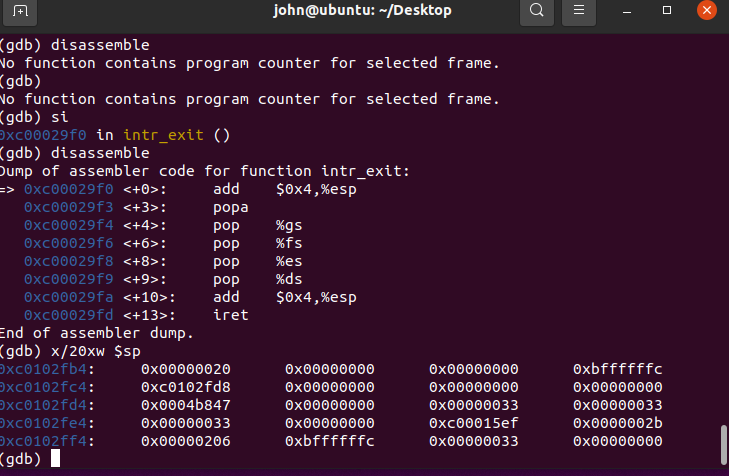 john@ubuntu: ~/Desktop
(gdb) disassemble
No function contains program counter for selected frame.
(gdb)
No function contains program counter for selected frame.
(gdb) si
0xc00029f0 in intr_exit ()
(gdb) disassemble
Dump of assembler code for function intr_exit:
=> 0xc00029f0 <+0>:     add    $0x4,%esp
   0xc00029f3 <+3>:     popa
   0xc00029f4 <+4>:     pop    %gs
   0xc00029f6 <+6>:     pop    %fs
   0xc00029f8 <+8>:     pop    %es
   0xc00029f9 <+9>:     pop    %ds
   0xc00029fa <+10>:    add    $0x4,%esp
   0xc00029fd <+13>:    iret
End of assembler dump.
(gdb) x/20xw $sp
0xc0102fb4:     0x00000020      0x00000000      0x00000000      0xbffffffc
0xc0102fc4:     0xc0102fd8      0x00000000      0x00000000      0x00000000
0xc0102fd4:     0x0004b847      0x00000000      0x00000033      0x00000033
0xc0102fe4:     0x00000033      0x00000000      0xc00015ef      0x0000002b
0xc0102ff4:     0x00000206      0xbffffffc      0x00000033      0x00000000
(gdb)